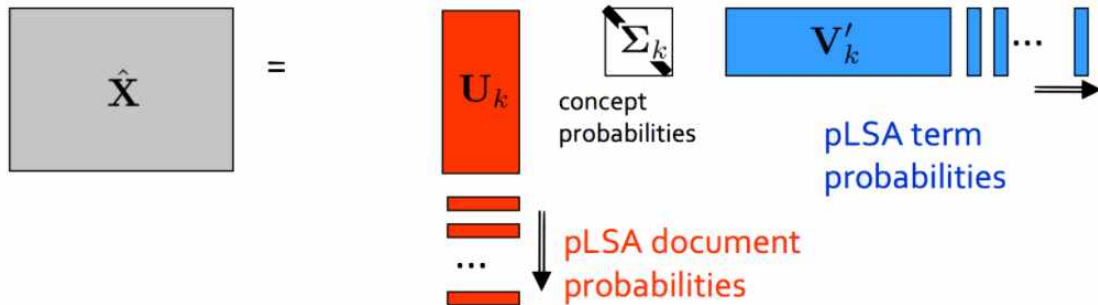 X̂ = U_k Σ_k V′_k ...
concept
probabilities
pLSA term
probabilities
...
pLSA document
probabilities